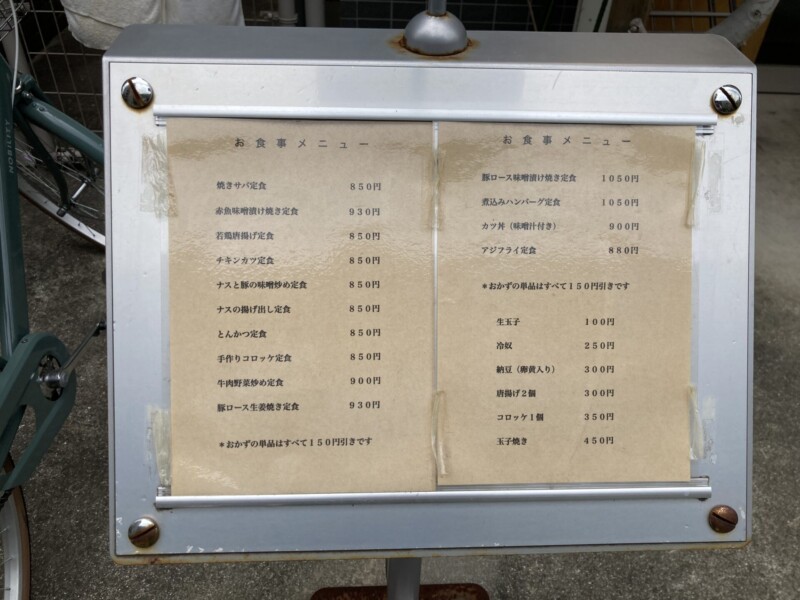 お食事メニュー
焼きサバ定食 850円
赤魚味噌漬け焼き定食 930円
若鶏唐揚げ定食 850円
チキンカツ定食 850円
ナスと豚の味噌炒め定食 850円
ナスの揚げ出し定食 850円
とんかつ定食 850円
手作りコロッケ定食 850円
牛肉野菜炒め定食 900円
豚ロース生姜焼き定食 930円
*おかずの単品はすべて150円引きです
お食事メニュー
豚ロース味噌漬け焼き定食 1050円
煮込みハンバーグ定食 1050円
カツ丼(味噌汁付き) 900円
アジフライ定食 880円
*おかずの単品はすべて150円引きです
生玉子 100円
冷奴 250円
納豆(卵黄入り) 300円
唐揚げ2個 300円
コロッケ1個 350円
玉子焼き 450円
NOBILITY